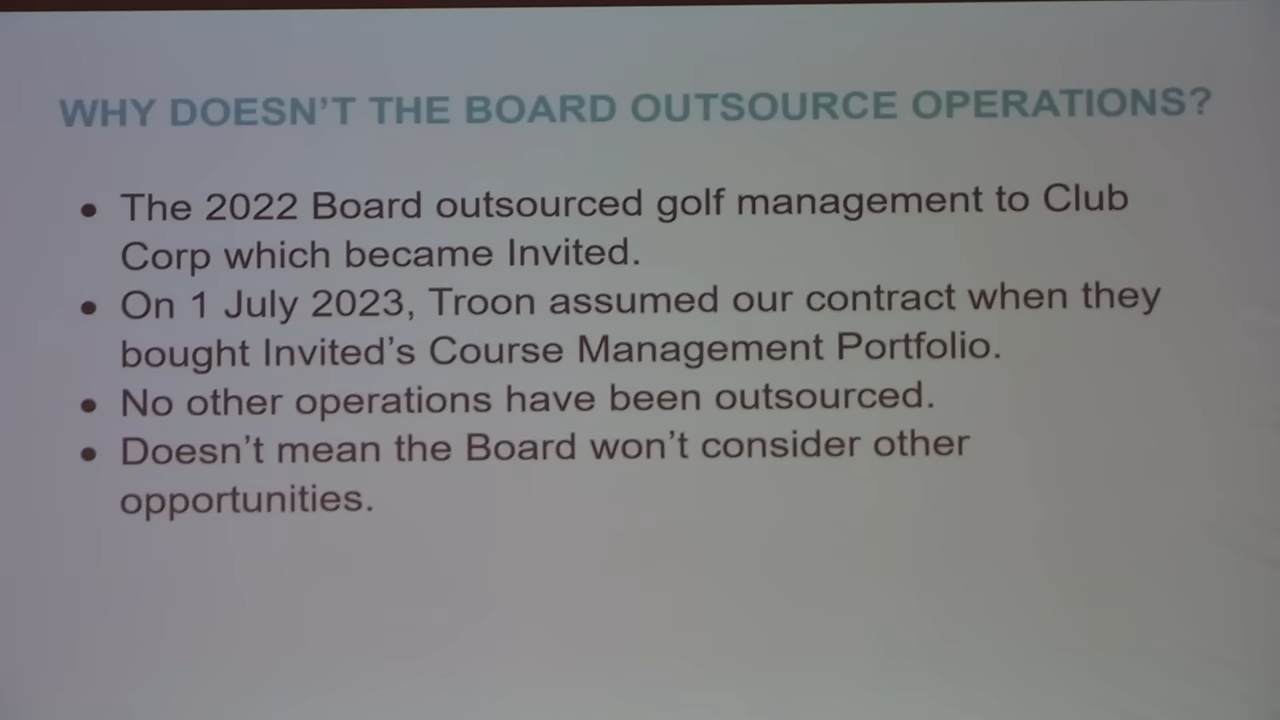 WHY DOESN'T THE BOARD OUTSOURCE OPERATIONS?
• The 2022 Board outsourced golf management to Club
Corp which became Invited.
• On 1 July 2023, Troon assumed our contract when they
bought Invited's Course Management Portfolio.
• No other operations have been outsourced.
• Doesn't mean the Board won't consider other
opportunities.